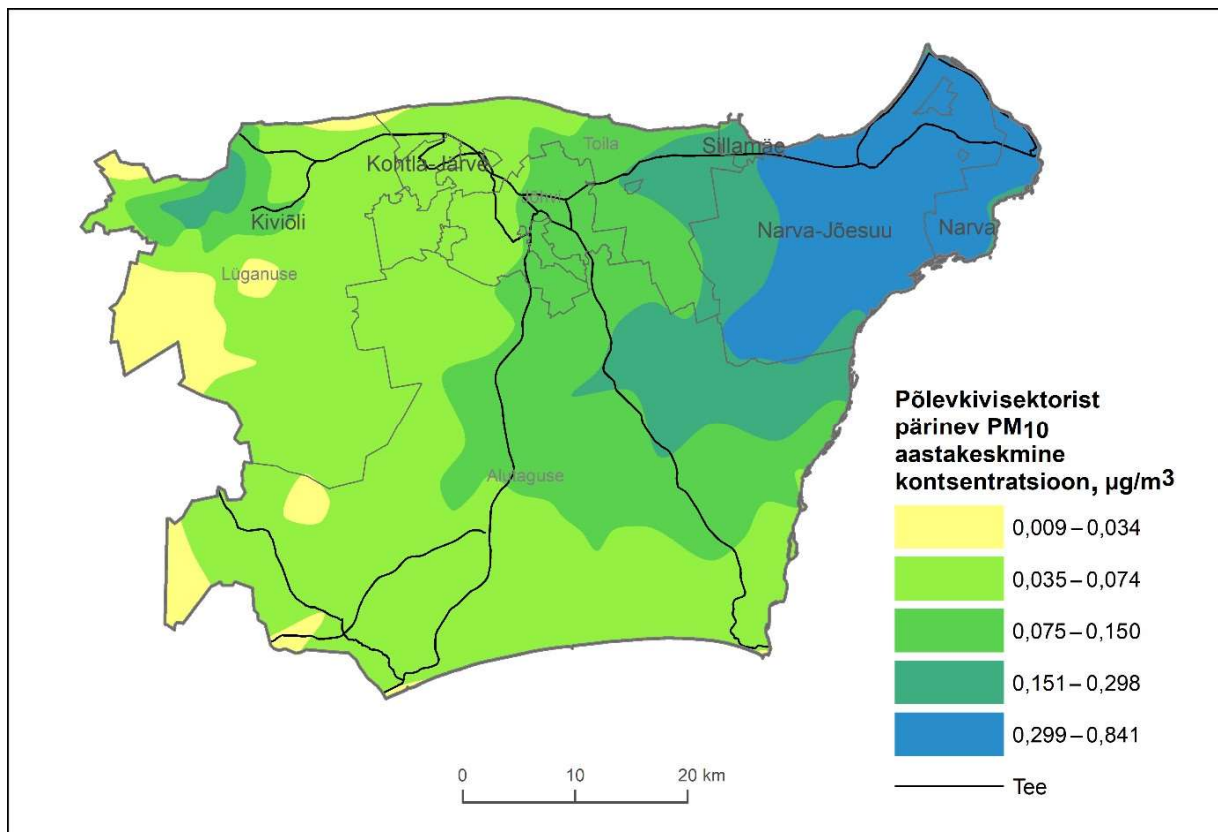 Toila
Sillamäe
Kohtla-Järve
Jõhvi
Kiviõli
Narva-Jõesuu
Narva
Lüganuse
Alutaguse
Põlevkivisektorist
pärinev PM10
aastakeskmine
kontsentratsioon, µg/m³
0,009 – 0,034
0,035 – 0,074
0,075 – 0,150
0,151 – 0,298
0,299 – 0,841
Tee
0 10 20 km